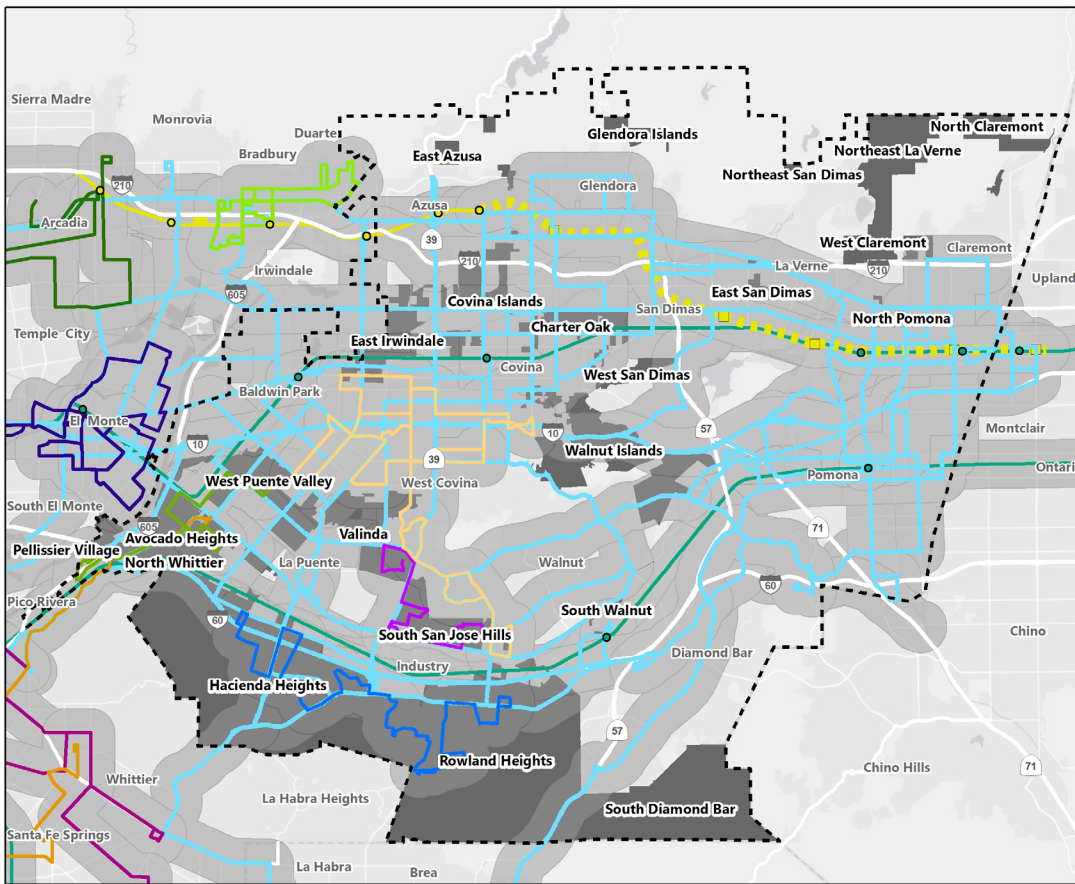 Sierra Madre
Monrovia
Duarte
Bradbury
East Azusa
Glendora Islands
North Claremont
Northeast La Verne
Northeast San Dimas
210
Glendora
Azusa
Arcadia
39
West Claremont
Claremont
Irwindale
210
La Verne
210
Upland
605
Covina Islands
East San Dimas
San Dimas
North Pomona
Temple City
Charter Oak
East Irwindale
Covina
West San Dimas
Baldwin Park
El Monte
10
10
57
Montclair
39
Walnut Islands
West Puente Valley
West Covina
Pomona
Ontari
South El Monte
605
71
Avocado Heights
Valinda
Pellissier Village
North Whittier
La Puente
Walnut
60
Pico Rivera
60
South Walnut
South San Jose Hills
Chino
Industry
Diamond Bar
Hacienda Heights
57
Rowland Heights
71
Whittier
Chino Hills
La Habra Heights
South Diamond Bar
Santa Fe Springs
La Habra
Brea